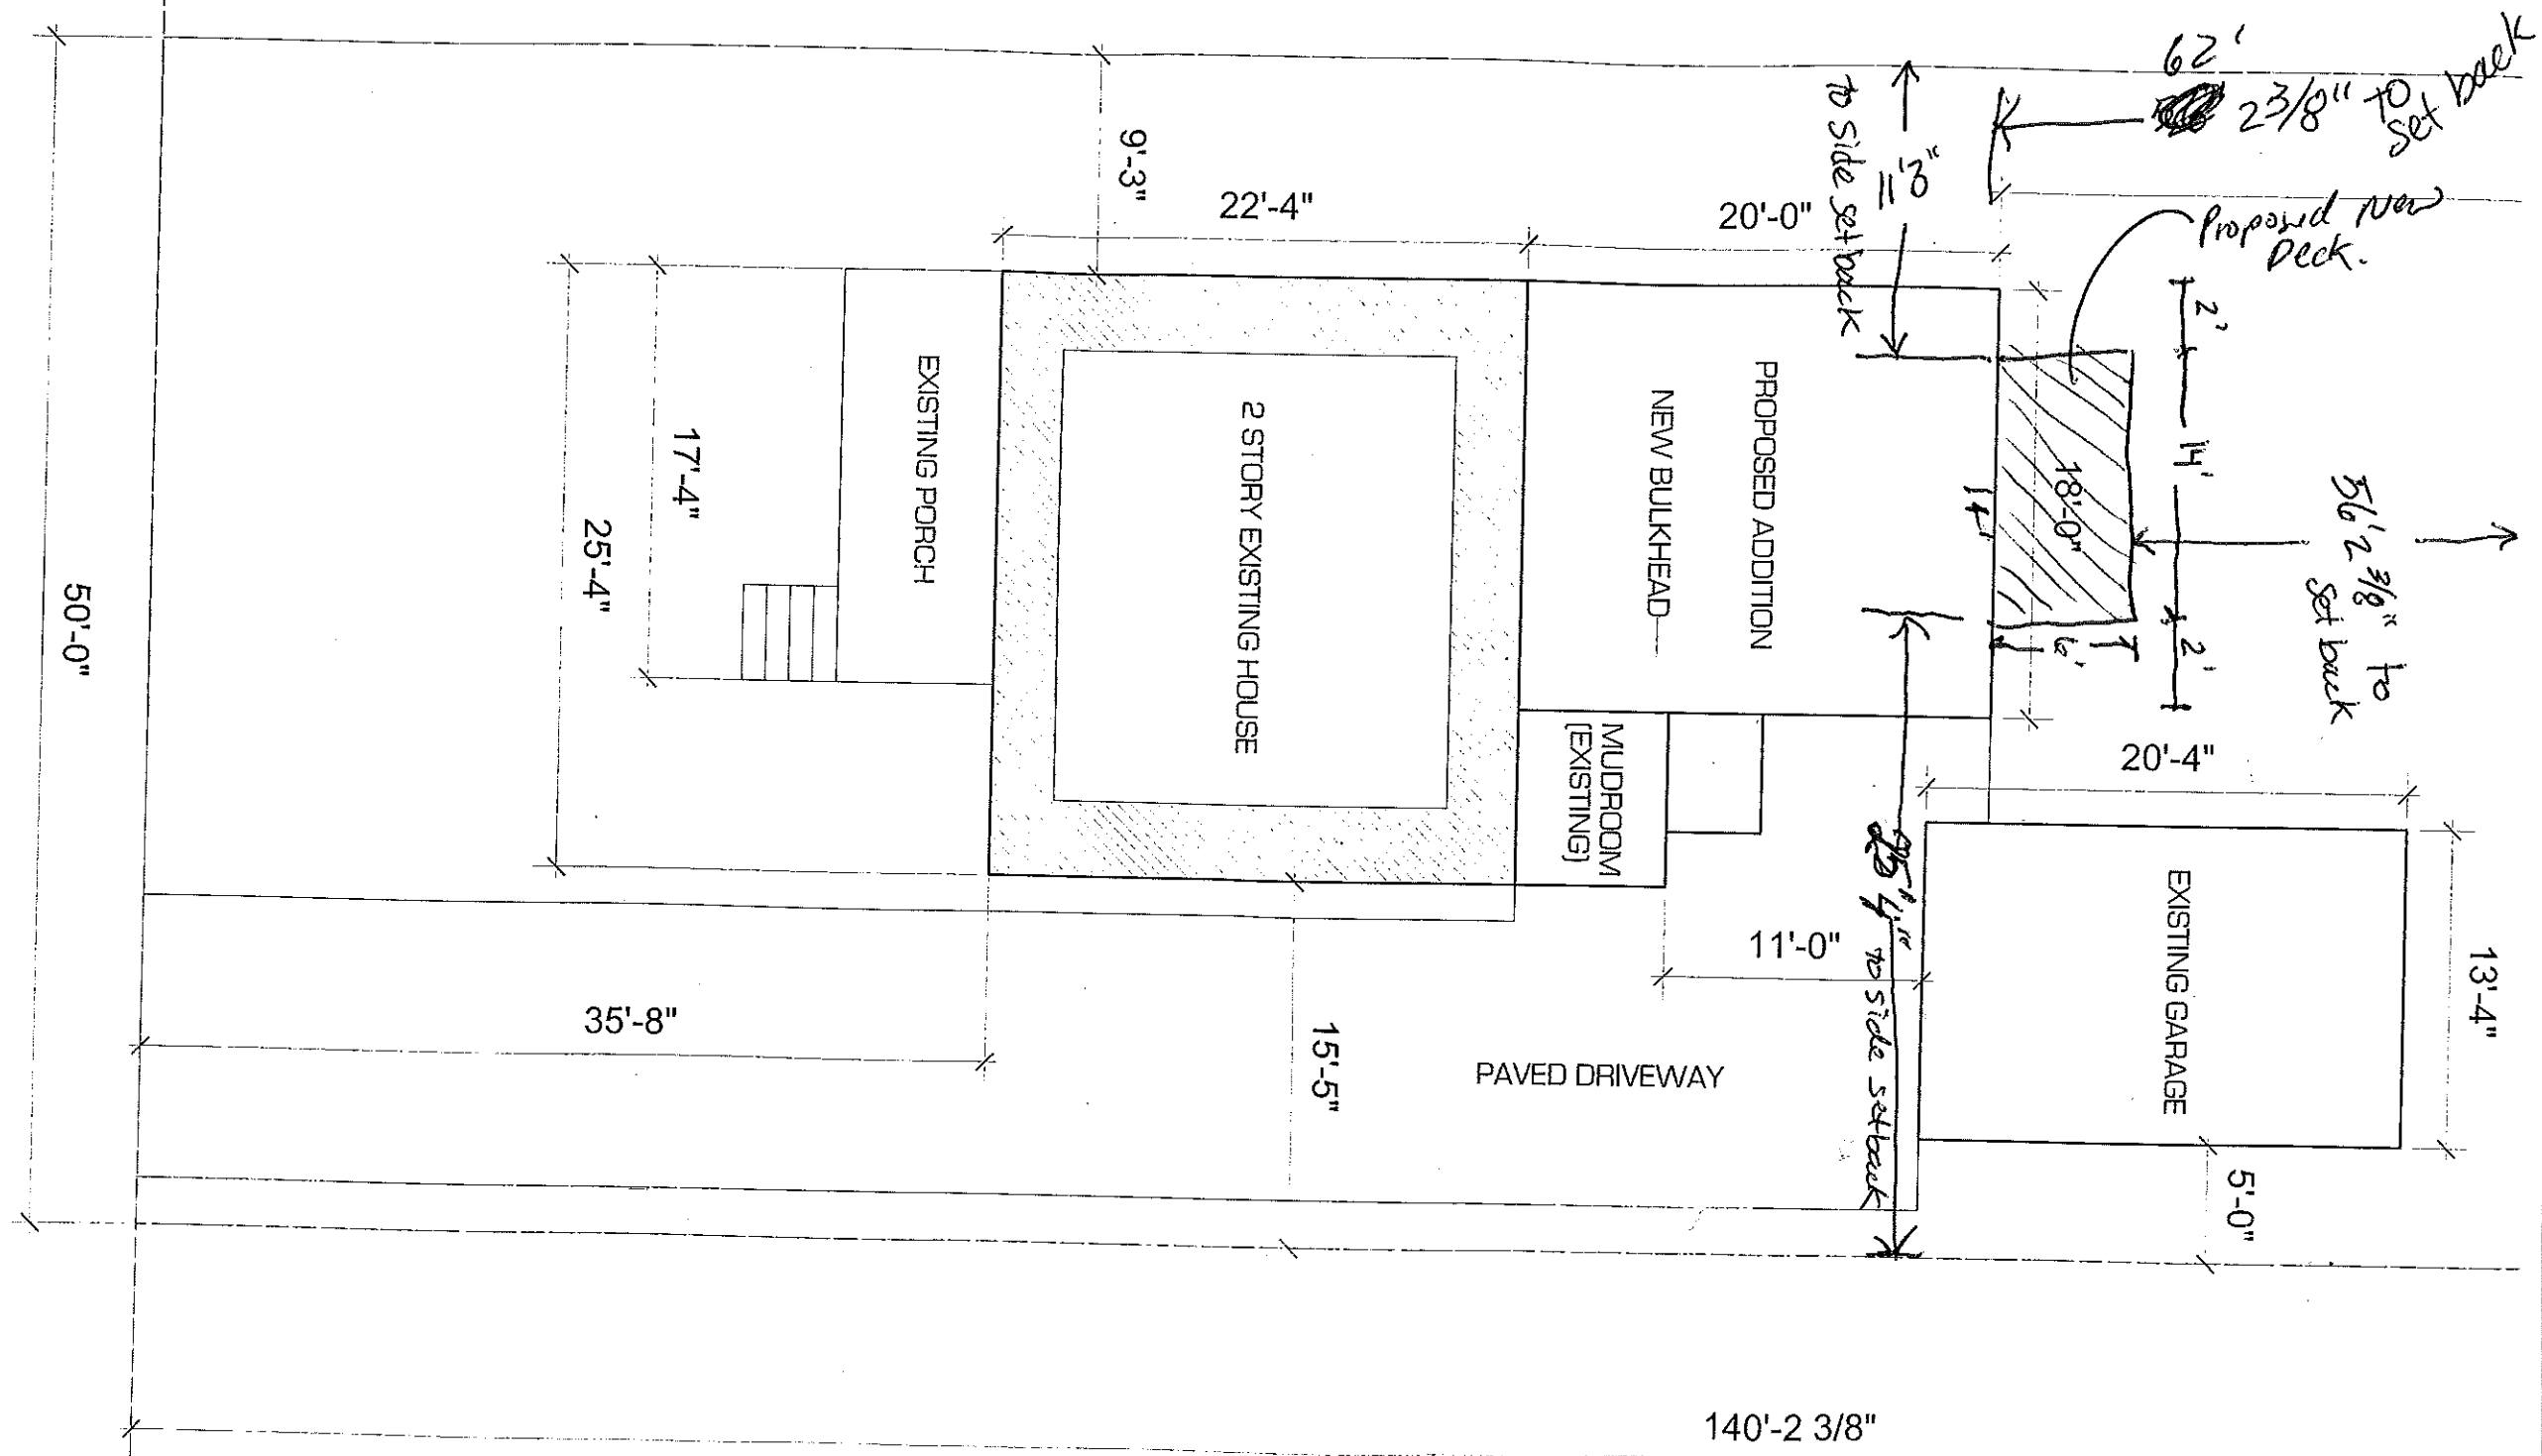 62'
2 3/8" to
set back
Proposed New
Deck.
11'3"
to side setback
9'-3"
22'-4"
20'-0"
2'
14'
2'
18'-0"
14'
6'
56' 2 3/8" to
set back
EXISTING PORCH
2 STORY EXISTING HOUSE
PROPOSED ADDITION
NEW BULKHEAD
17'-4"
25'-4"
50'-0"
MUDROOM
(EXISTING)
20'-4"
EXISTING GARAGE
13'-4"
5'-0"
11'-0"
to side setback
35'-8"
15'-5"
PAVED DRIVEWAY
140'-2 3/8"